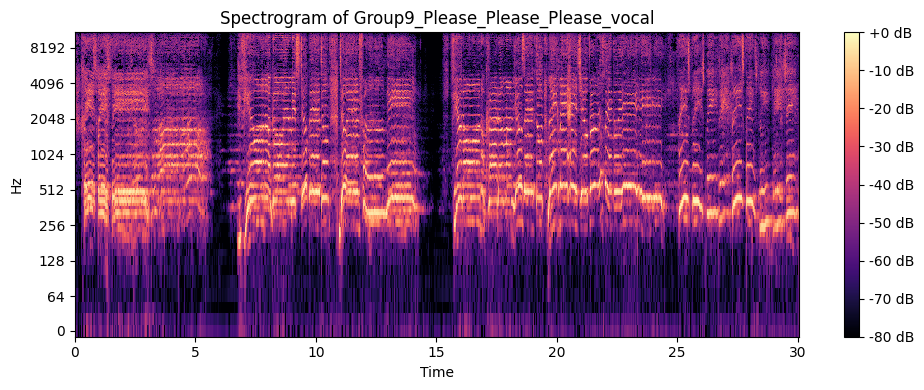 Spectrogram of Group9_Please_Please_Please_vocal
8192
4096
2048
1024
512
256
128
64
0
Hz
0
5
10
15
20
25
30
Time
+0 dB
-10 dB
-20 dB
-30 dB
-40 dB
-50 dB
-60 dB
-70 dB
-80 dB